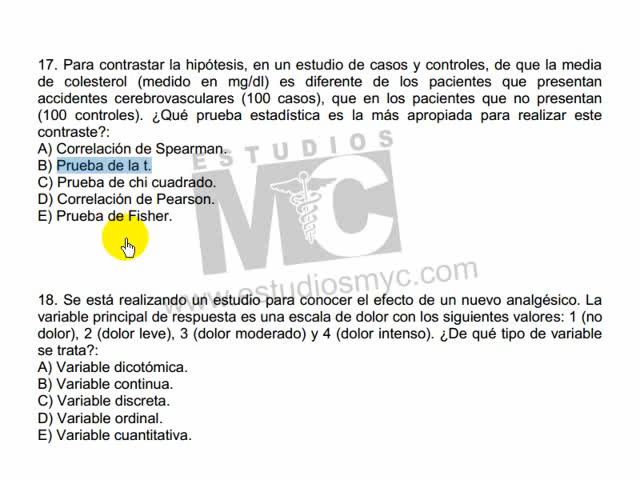 17. Para contrastar la hipótesis, en un estudio de casos y controles, de que la media
de colesterol (medido en mg/dl) es diferente de los pacientes que presentan
accidentes cerebrovasculares (100 casos), que en los pacientes que no presentan
(100 controles). ¿Qué prueba estadística es la más apropiada para realizar este
contraste?:
A) Correlación de Spearman.
B) Prueba de la t.
C) Prueba de chi cuadrado.
D) Correlación de Pearson.
E) Prueba de Fisher.
ESTUDIOS
MC
www.estudiosmyc.com
18. Se está realizando un estudio para conocer el efecto de un nuevo analgésico. La
variable principal de respuesta es una escala de dolor con los siguientes valores: 1 (no
dolor), 2 (dolor leve), 3 (dolor moderado) y 4 (dolor intenso). ¿De qué tipo de variable
se trata?:
A) Variable dicotómica.
B) Variable continua.
C) Variable discreta.
D) Variable ordinal.
E) Variable cuantitativa.